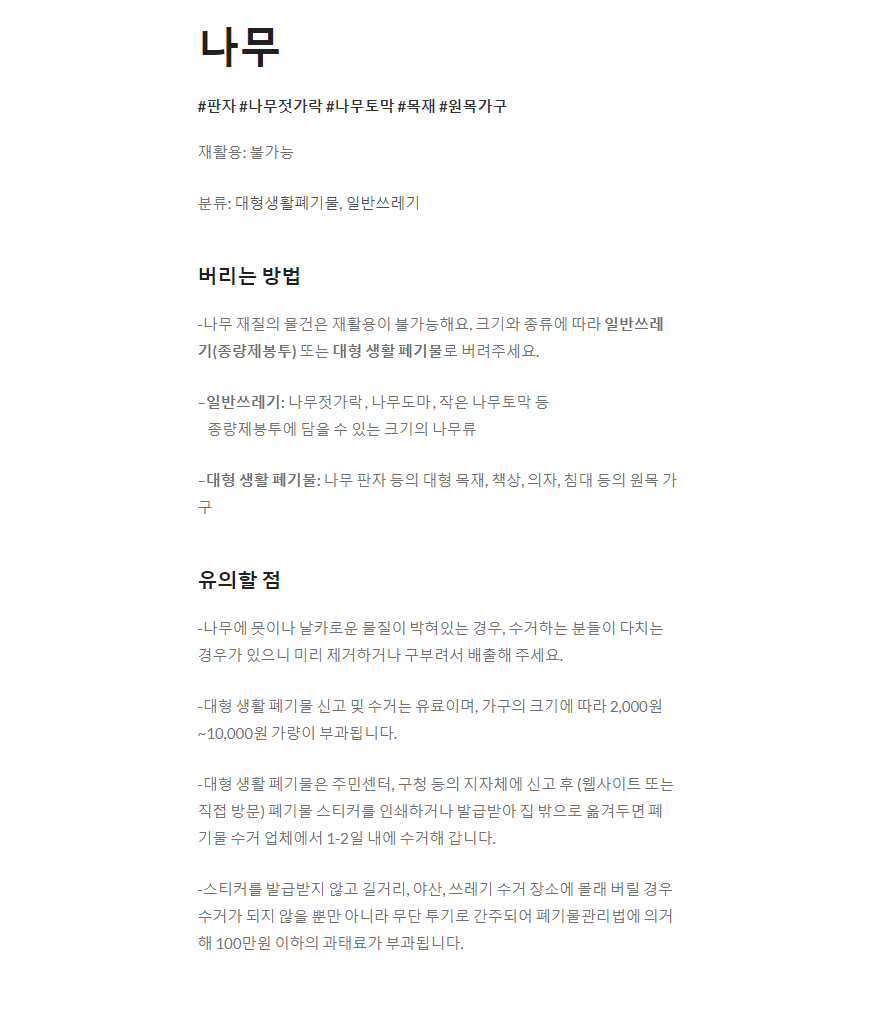 나무
#판자 #나무젓가락 #나무토막 #목재 #원목가구
재활용: 불가능
분류: 대형생활폐기물, 일반쓰레기
버리는 방법
-나무 재질의 물건은 재활용이 불가능해요. 크기와 종류에 따라 일반쓰레
기(종량제봉투) 또는 대형 생활 폐기물로 버려주세요.
–일반쓰레기: 나무젓가락, 나무도마, 작은 나무토막 등
종량제봉투에 담을 수 있는 크기의 나무류
–대형 생활 폐기물: 나무 판자 등의 대형 목재, 책상, 의자, 침대 등의 원목 가
구
유의할 점
-나무에 못이나 날카로운 물질이 박혀있는 경우, 수거하는 분들이 다치는
경우가 있으니 미리 제거하거나 구부려서 배출해 주세요.
-대형 생활 폐기물 신고 및 수거는 유료이며, 가구의 크기에 따라 2,000원
~10,000원 가량이 부과됩니다.
-대형 생활 폐기물은 주민센터, 구청 등의 지자체에 신고 후 (웹사이트 또는
직접 방문) 폐기물 스티커를 인쇄하거나 발급받아 집 밖으로 옮겨두면 폐
기물 수거 업체에서 1-2일 내에 수거해 갑니다.
-스티커를 발급받지 않고 길거리, 야산, 쓰레기 수거 장소에 몰래 버릴 경우
수거가 되지 않을 뿐만 아니라 무단 투기로 간주되어 폐기물관리법에 의거
해 100만원 이하의 과태료가 부과됩니다.